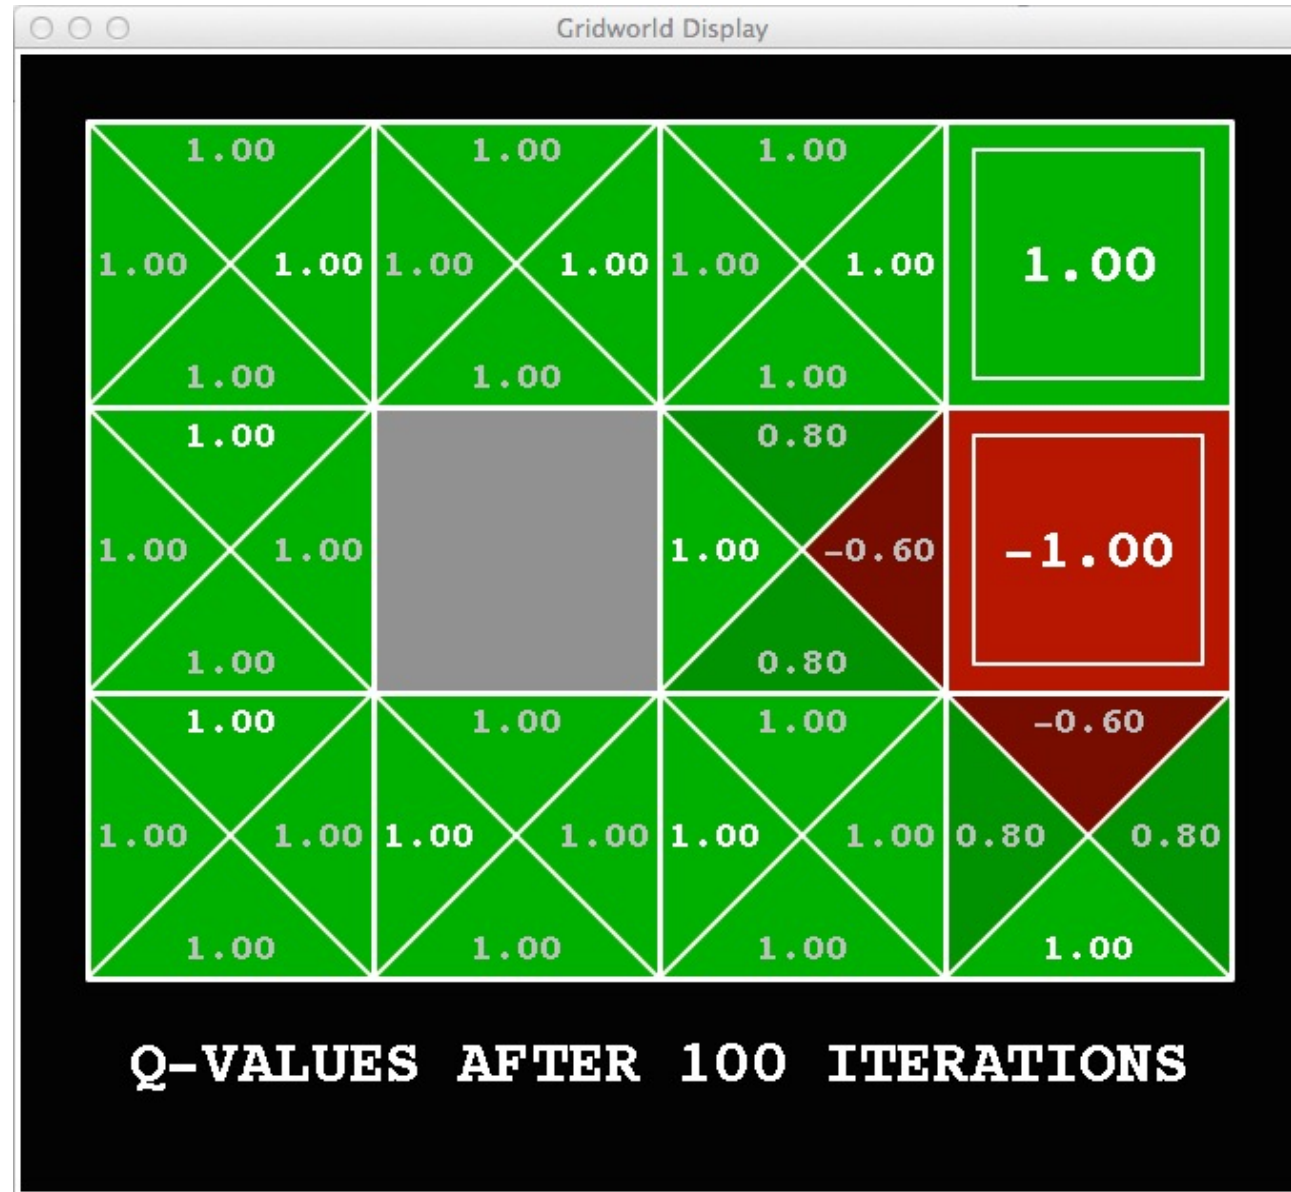 Gridworld Display
1.00 1.00 1.00
1.00 1.00 1.00 1.00 1.00 1.00 1.00
1.00 1.00 1.00
1.00 0.80
1.00 1.00 1.00 -0.60 -1.00
1.00 0.80
1.00 1.00 1.00 -0.60
1.00 1.00 1.00 1.00 1.00 1.00 0.80 0.80
1.00 1.00 1.00 1.00
Q-VALUES AFTER 100 ITERATIONS